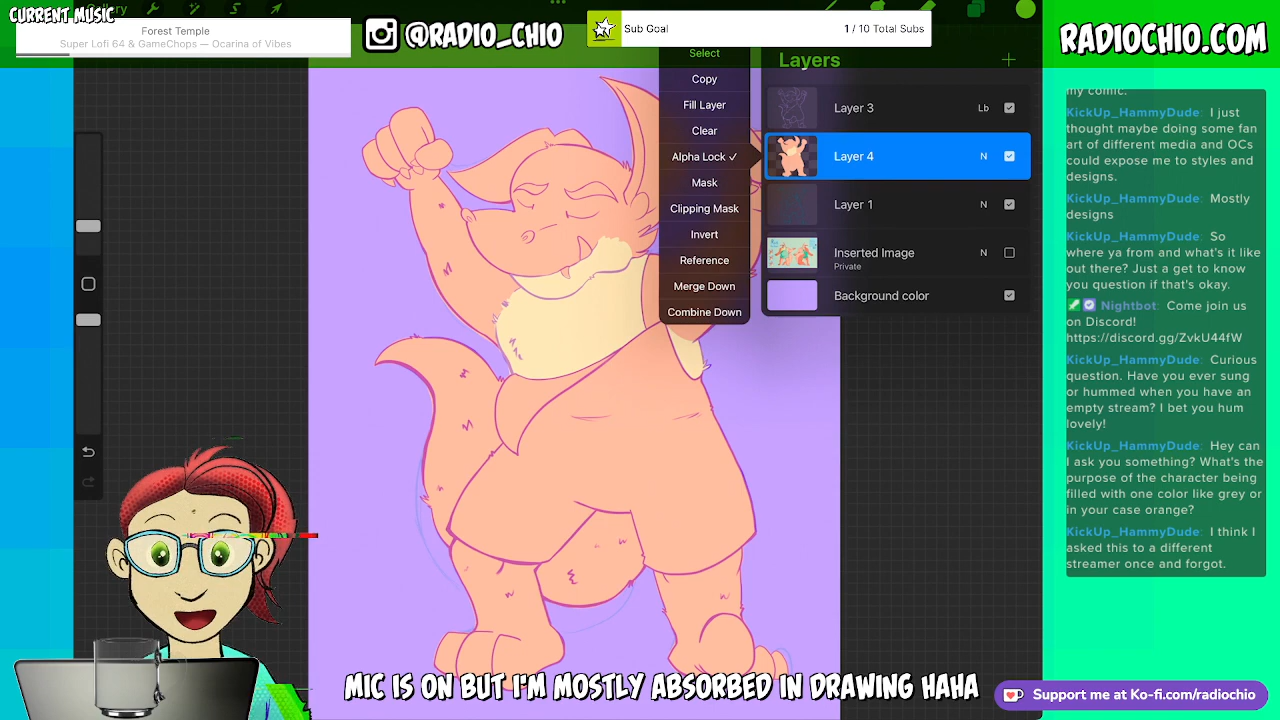 CURRENT MUSIC
Forest Temple
Super Lofi 64 & GameChops — Ocarina of Vibes
@RADIO_CHIO
Sub Goal
1 / 10 Total Subs
RADIOCHIO.COM
Select
Copy
Fill Layer
Clear
Alpha Lock ✓
Mask
Clipping Mask
Invert
Reference
Merge Down
Combine Down
Layers
+
Layer 3
Lb
Layer 4
N
Layer 1
N
Inserted Image
Private
N
Background color
my comic.
KickUp_HammyDude: I just
thought maybe doing some fan
art of different media and OCs
could expose me to styles and
designs.
KickUp_HammyDude: Mostly
designs
KickUp_HammyDude: So
where ya from and what's it like
out there? Just a get to know
you question if that's okay.
Nightbot: Come join us
on Discord!
https://discord.gg/ZvkU44fW
KickUp_HammyDude: Curious
question. Have you ever sung
or hummed when you have an
empty stream? I bet you hum
lovely!
KickUp_HammyDude: Hey can
I ask you something? What's the
purpose of the character being
filled with one color like grey or
in your case orange?
KickUp_HammyDude: I think I
asked this to a different
streamer once and forgot.
MIC IS ON BUT I'M MOSTLY ABSORBED IN DRAWING HAHA
Support me at Ko-fi.com/radiochio